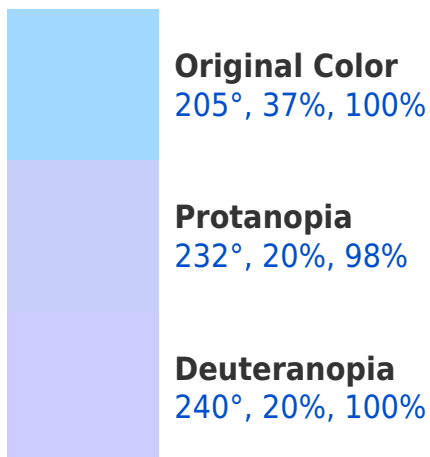 Original Color
205°, 37%, 100%
Protanopia
232°, 20%, 98%
Deuteranopia
240°, 20%, 100%